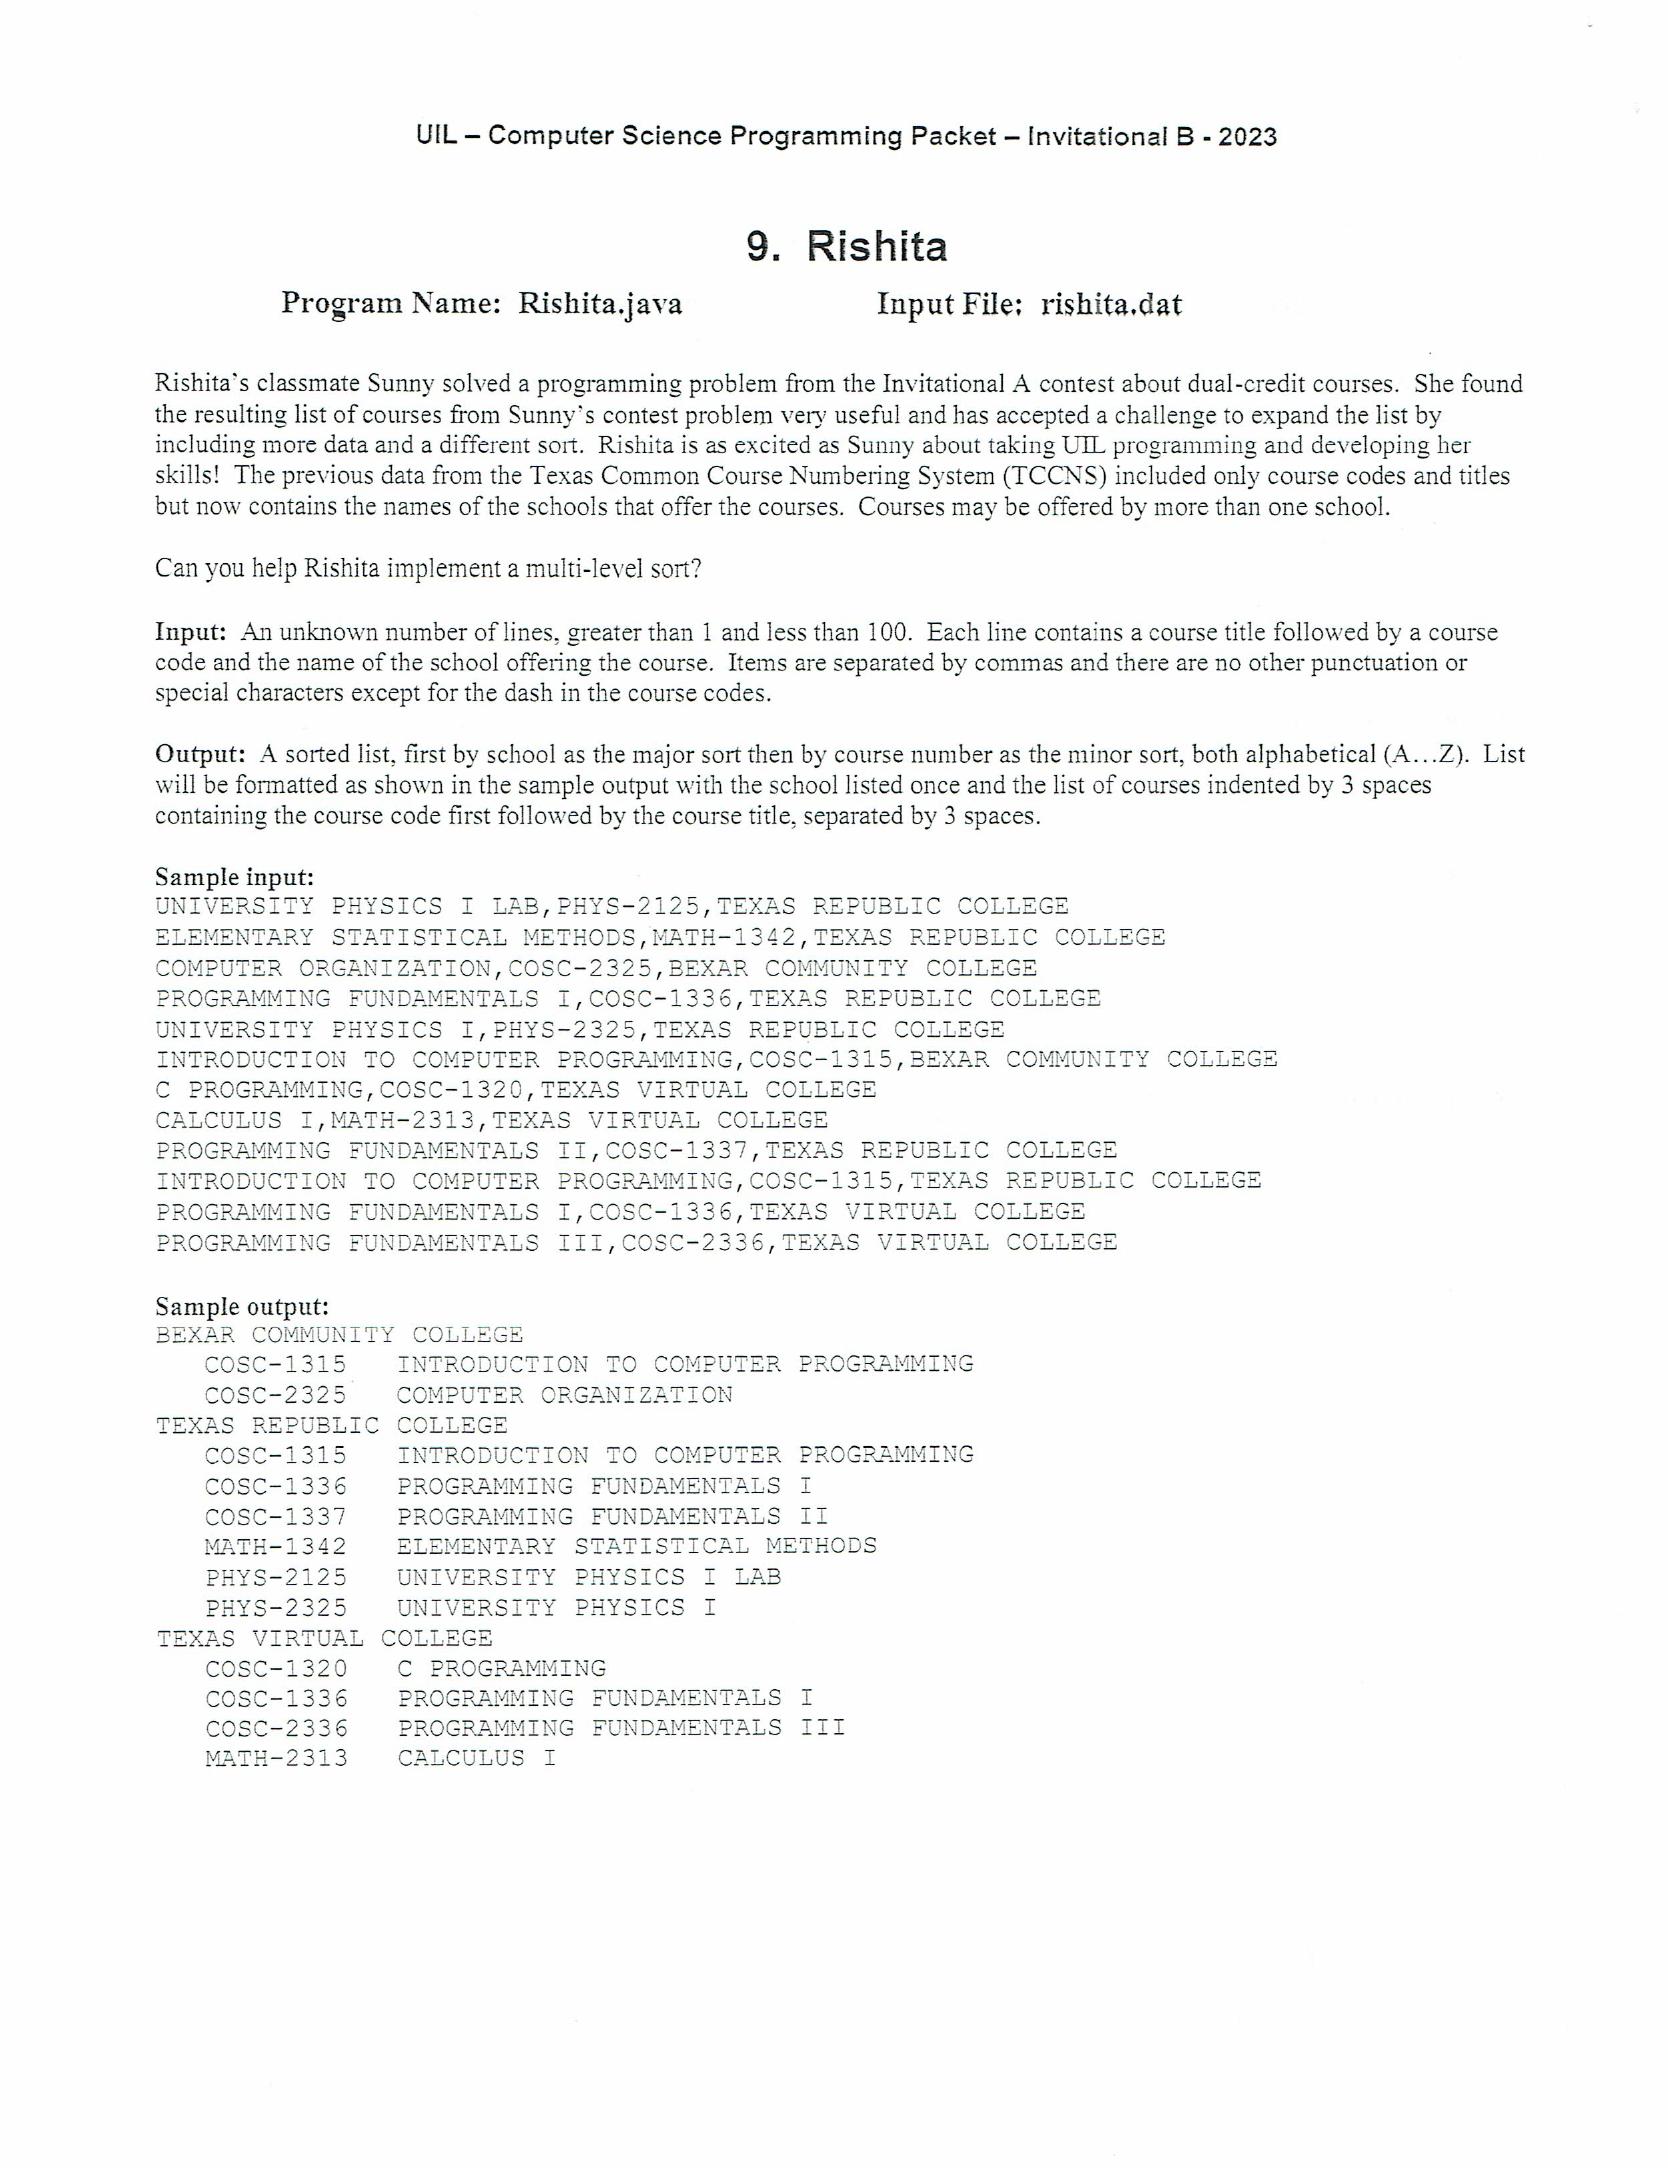 UIL – Computer Science Programming Packet – Invitational B - 2023
9. Rishita
Program Name: Rishita.java Input File: rishita.dat
Rishita's classmate Sunny solved a programming problem from the Invitational A contest about dual-credit courses. She found
the resulting list of courses from Sunny's contest problem very useful and has accepted a challenge to expand the list by
including more data and a different sort. Rishita is as excited as Sunny about taking UIL programming and developing her
skills! The previous data from the Texas Common Course Numbering System (TCCNS) included only course codes and titles
but now contains the names of the schools that offer the courses. Courses may be offered by more than one school.
Can you help Rishita implement a multi-level sort?
Input: An unknown number of lines, greater than 1 and less than 100. Each line contains a course title followed by a course
code and the name of the school offering the course. Items are separated by commas and there are no other punctuation or
special characters except for the dash in the course codes.
Output: A sorted list, first by school as the major sort then by course number as the minor sort, both alphabetical (A...Z). List
will be formatted as shown in the sample output with the school listed once and the list of courses indented by 3 spaces
containing the course code first followed by the course title, separated by 3 spaces.
Sample input:
UNIVERSITY PHYSICS I LAB,PHYS-2125,TEXAS REPUBLIC COLLEGE
ELEMENTARY STATISTICAL METHODS,MATH-1342,TEXAS REPUBLIC COLLEGE
COMPUTER ORGANIZATION,COSC-2325,BEXAR COMMUNITY COLLEGE
PROGRAMMING FUNDAMENTALS I,COSC-1336,TEXAS REPUBLIC COLLEGE
UNIVERSITY PHYSICS I,PHYS-2325,TEXAS REPUBLIC COLLEGE
INTRODUCTION TO COMPUTER PROGRAMMING,COSC-1315,BEXAR COMMUNITY COLLEGE
C PROGRAMMING,COSC-1320,TEXAS VIRTUAL COLLEGE
CALCULUS I,MATH-2313,TEXAS VIRTUAL COLLEGE
PROGRAMMING FUNDAMENTALS II,COSC-1337,TEXAS REPUBLIC COLLEGE
INTRODUCTION TO COMPUTER PROGRAMMING,COSC-1315,TEXAS REPUBLIC COLLEGE
PROGRAMMING FUNDAMENTALS I,COSC-1336,TEXAS VIRTUAL COLLEGE
PROGRAMMING FUNDAMENTALS III,COSC-2336,TEXAS VIRTUAL COLLEGE
Sample output:
BEXAR COMMUNITY COLLEGE
   COSC-1315   INTRODUCTION TO COMPUTER PROGRAMMING
   COSC-2325   COMPUTER ORGANIZATION
TEXAS REPUBLIC COLLEGE
   COSC-1315   INTRODUCTION TO COMPUTER PROGRAMMING
   COSC-1336   PROGRAMMING FUNDAMENTALS I
   COSC-1337   PROGRAMMING FUNDAMENTALS II
   MATH-1342   ELEMENTARY STATISTICAL METHODS
   PHYS-2125   UNIVERSITY PHYSICS I LAB
   PHYS-2325   UNIVERSITY PHYSICS I
TEXAS VIRTUAL COLLEGE
   COSC-1320   C PROGRAMMING
   COSC-1336   PROGRAMMING FUNDAMENTALS I
   COSC-2336   PROGRAMMING FUNDAMENTALS III
   MATH-2313   CALCULUS I